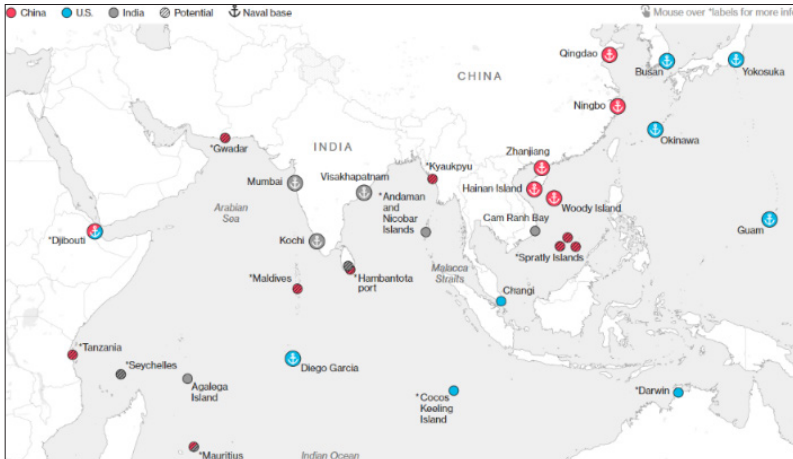 China U.S. India Potential Naval base
Mouse over *labels for more info
Qingdao
CHINA
Busan
Yokosuka
Ningbo
Okinawa
*Gwadar
INDIA
Zhanjiang
*Kyaukpyu
Mumbai
Visakhapatnam
Hainan Island
*Andaman
and
Nicobar
Islands
Woody Island
Arabian
Sea
Cam Ranh Bay
Guam
*Djibouti
Kochi
*Spratly Islands
Malacca
Straits
*Maldives
*Hambantota
port
Changi
*Tanzania
*Seychelles
Diego Garcia
Agalega
Island
*Cocos
Keeling
Island
*Darwin
*Mauritius
Indian Ocean